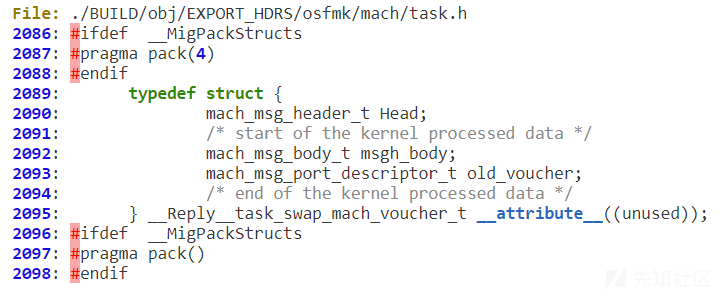 File: ./BUILD/obj/EXPORT_HDRS/osfmk/mach/task.h
2086: #ifdef  __MigPackStructs
2087: #pragma pack(4)
2088: #endif
2089:        typedef struct {
2090:                mach_msg_header_t Head;
2091:                /* start of the kernel processed data */
2092:                mach_msg_body_t msgh_body;
2093:                mach_msg_port_descriptor_t old_voucher;
2094:                /* end of the kernel processed data */
2095:        } __Reply__task_swap_mach_voucher_t __attribute__((unused));
2096: #ifdef  __MigPackStructs
2097: #pragma pack()
2098: #endif
先知社区